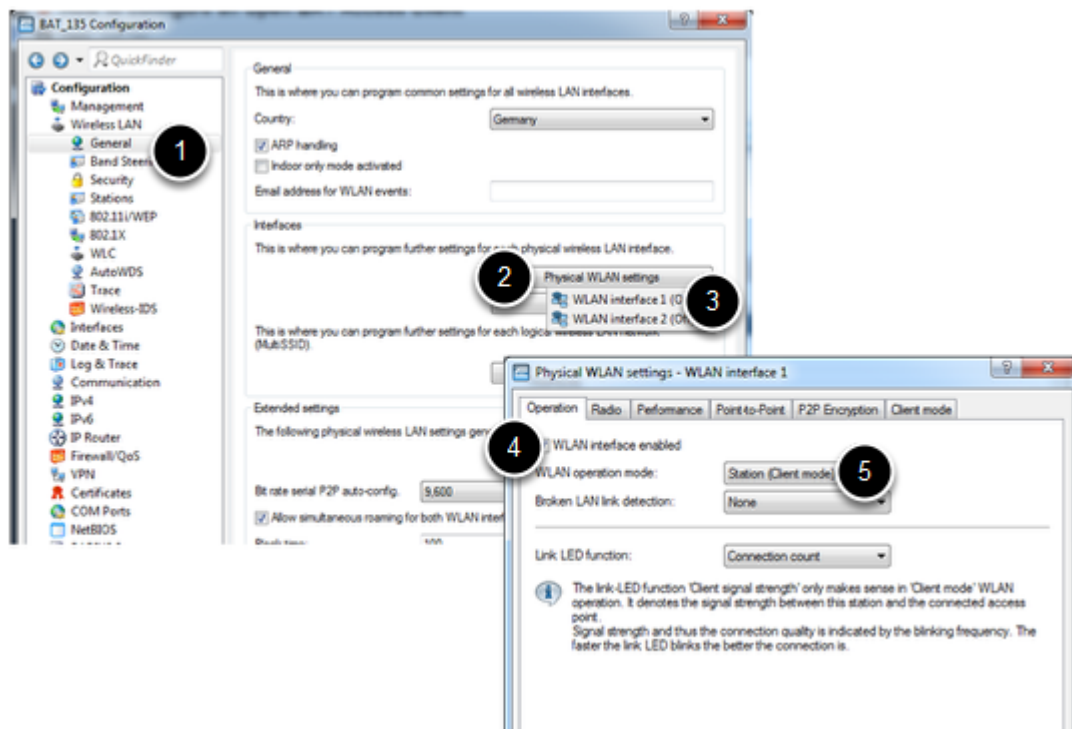 BAT_135 Configuration
QuickFinder
Configuration
Management
Wireless LAN
General
Band
Security
Stations
802.11i/WEP
802.1X
WLC
AutoWDS
Trace
Wireless-IDS
Interfaces
Date & Time
Log & Trace
Communication
IPv4
IPv6
IP Router
Firewall/QoS
VPN
Certificates
COM Ports
NetBIOS
1
General
This is where you can program common settings for all wireless LAN interfaces.
Country:
Germany
ARP handling
Indoor only mode activated
Email address for WLAN events:
Interfaces
This is where you can program further settings for each physical wireless LAN interface.
2
Physical WLAN settings
WLAN interface 1
3
WLAN interface 2
This is where you can program further settings for each logical wireless LAN network
(MultiSSID).
Extended settings
The following physical wireless LAN settings
Bit rate serial P2P auto-config.
9,600
Allow simultaneous roaming for both WLAN
Physical WLAN settings - WLAN interface 1
Operation Radio Performance Point-to-Point P2P Encryption Client mode
4
WLAN interface enabled
WLAN operation mode:
Station (Client mode)
5
Broken LAN link detection:
None
Link LED function:
Connection count
The link-LED function 'Client signal strength' only makes sense in 'Client mode' WLAN
operation. It denotes the signal strength between this station and the connected access
point.
Signal strength and thus the connection quality is indicated by the blinking frequency. The
faster the link LED blinks the better the connection is.